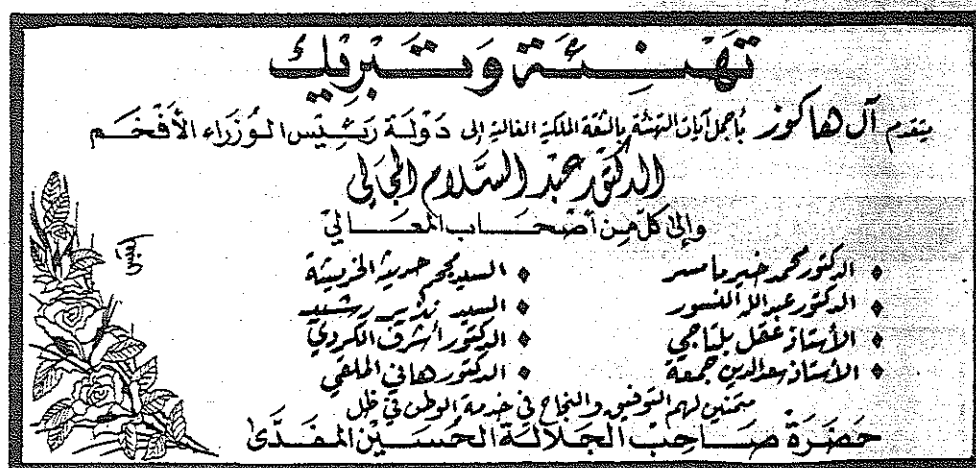 تهنئة وتبريك
يتقدم آل هاكوز بأجمل آيات التهنئة بالثقة الملكية الغالية إلى دولة رئيس الوزراء الأفخم
الدكتور عبد السلام المجالي
وإلى كل من أصحاب المعالي
♦ الدكتور محمد خير مامسر
♦ السيد محمد حديثة الخريشة
♦ الدكتور عبدالله النسور
♦ السيد نذير رشيد
♦ الأستاذ عقل بلتاجي
♦ الدكتور أشرف الكردي
♦ الأستاذ سعدالدين جمعة
♦ الدكتور هاني الملقي
متمنين لهم التوفيق والنجاح في خدمة الوطن في ظل
حضرة صاحب الجلالة الحسين المفدى